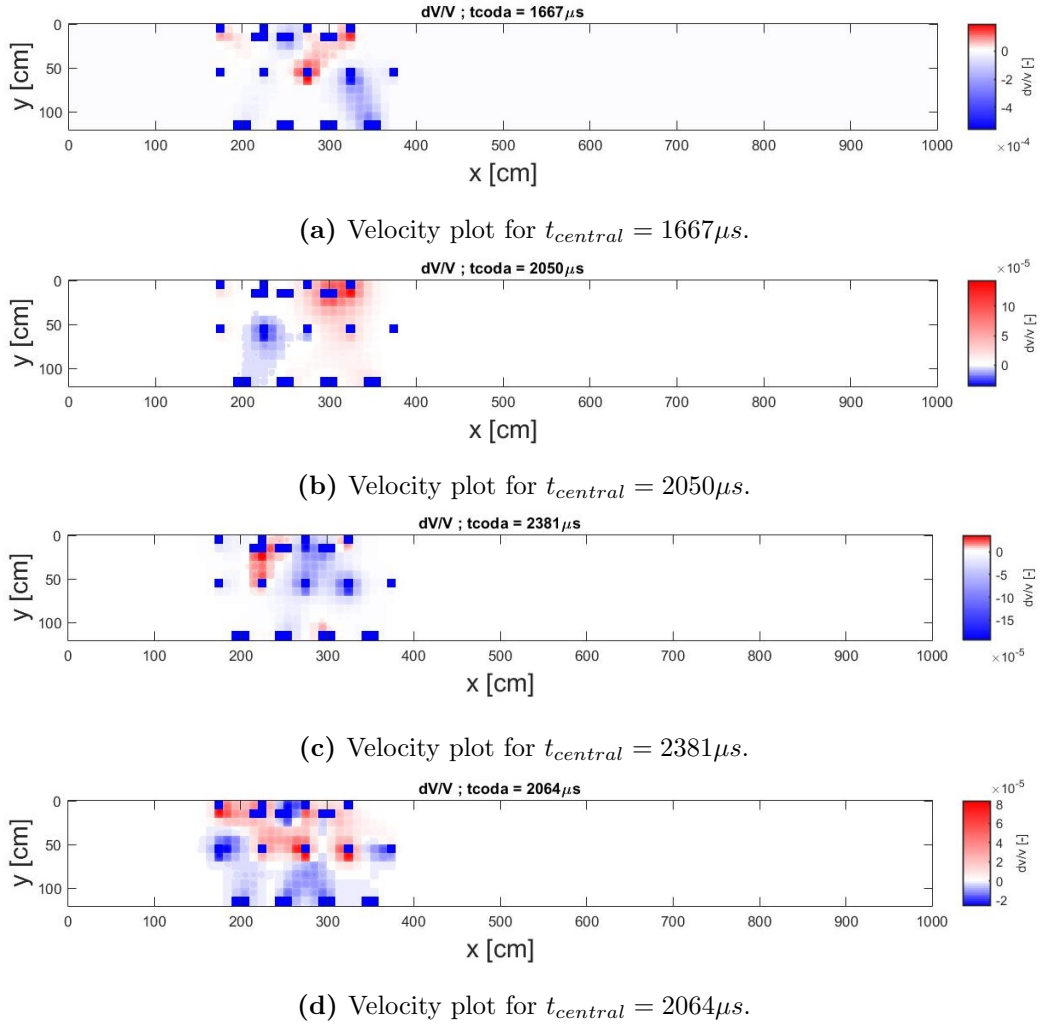 dV/V ; tcoda = 1667μs
0
50
100
y [cm]
0 100 200 300 400 500 600 700 800 900 1000
x [cm]
0
-2
-4
dv/v [-]
×10⁻⁴
(a) Velocity plot for t_central = 1667μs.
dV/V ; tcoda = 2050μs
×10⁻⁵
0
50
100
y [cm]
0 100 200 300 400 500 600 700 800 900 1000
x [cm]
10
5
0
dv/v [-]
(b) Velocity plot for t_central = 2050μs.
dV/V ; tcoda = 2381μs
0
50
100
y [cm]
0 100 200 300 400 500 600 700 800 900 1000
x [cm]
0
-5
-10
-15
dv/v [-]
×10⁻⁵
(c) Velocity plot for t_central = 2381μs.
dV/V ; tcoda = 2064μs
×10⁻⁵
0
50
100
y [cm]
0 100 200 300 400 500 600 700 800 900 1000
x [cm]
8
6
4
2
0
-2
dv/v [-]
(d) Velocity plot for t_central = 2064μs.